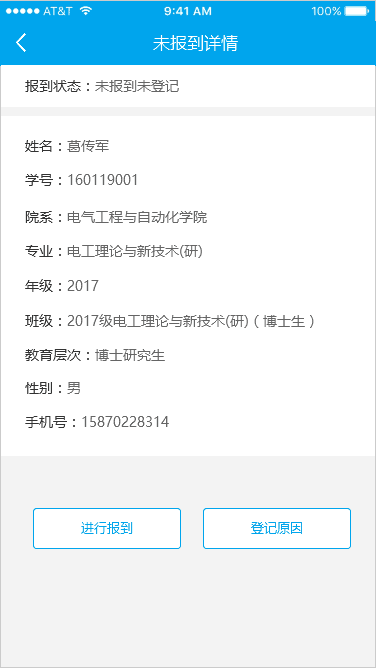 AT&T 9:41 AM 100%
未报到详情
报到状态：未报到未登记
姓名：葛传军
学号：160119001
院系：电气工程与自动化学院
专业：电工理论与新技术(研)
年级：2017
班级：2017级电工理论与新技术(研)（博士生）
教育层次：博士研究生
性别：男
手机号：15870228314
进行报到 登记原因